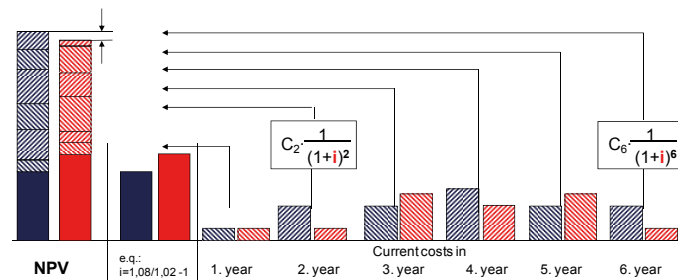 C₂· 1
(1+i)²
C₆· 1
(1+i)⁶
Current costs in
NPV
e.q.:
i=1,08/1,02 -1
1. year
2. year
3. year
4. year
5. year
6. year